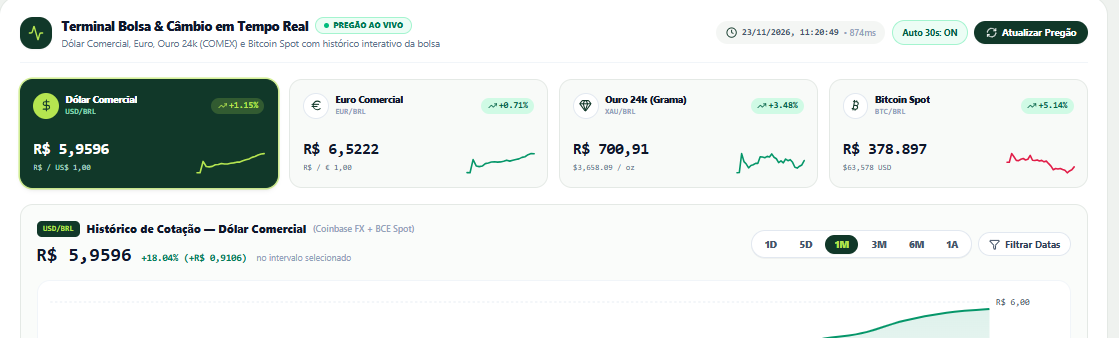 Terminal Bolsa & Câmbio em Tempo Real
PREGÃO AO VIVO
Dólar Comercial, Euro, Ouro 24k (COMEX) e Bitcoin Spot com histórico interativo da bolsa
23/11/2026, 11:20:49 • 874ms
Auto 30s: ON
Atualizar Pregão
Dólar Comercial
USD/BRL
+1.15%
R$ 5,9596
R$ / US$ 1,00
Euro Comercial
EUR/BRL
+0.71%
R$ 6,5222
R$ / € 1,00
Ouro 24k (Grama)
XAU/BRL
+3.48%
R$ 700,91
$3,658.09 / oz
Bitcoin Spot
BTC/BRL
+5.14%
R$ 378.897
$63,578 USD
USD/BRL Histórico de Cotação — Dólar Comercial (Coinbase FX + BCE Spot)
R$ 5,9596 +18.04% (+R$ 0,9106) no intervalo selecionado
1D 5D 1M 3M 6M 1A
Filtrar Datas
R$ 6,00